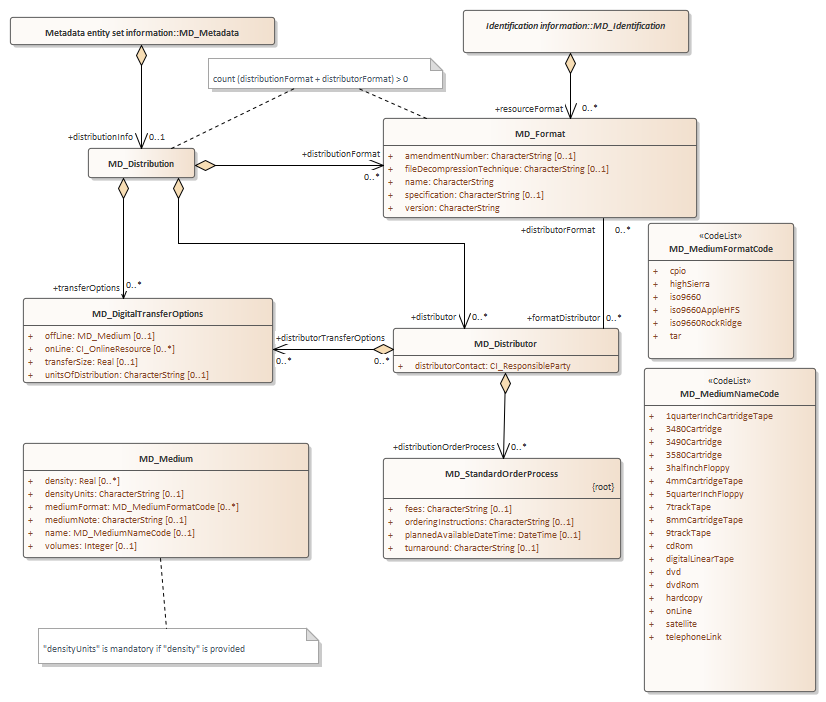 Metadata entity set information::MD_Metadata
Identification information::MD_Identification
count (distributionFormat + distributorFormat) > 0
+resourceFormat
0..*
+distributionInfo
0..1
MD_Distribution
+distributionFormat
0..*
MD_Format
+ amendmentNumber: CharacterString [0..1]
+ fileDecompressionTechnique: CharacterString [0..1]
+ name: CharacterString
+ specification: CharacterString [0..1]
+ version: CharacterString
+distributorFormat
0..*
+transferOptions
0..*
+distributor
0..*
+formatDistributor
0..*
MD_DigitalTransferOptions
+ offLine: MD_Medium [0..1]
+ onLine: CI_OnlineResource [0..*]
+ transferSize: Real [0..1]
+ unitsOfDistribution: CharacterString [0..1]
+distributorTransferOptions
0..*
0..*
MD_Distributor
+ distributorContact: CI_ResponsibleParty
+distributionOrderProcess
0..*
MD_StandardOrderProcess
{root}
+ fees: CharacterString [0..1]
+ orderingInstructions: CharacterString [0..1]
+ plannedAvailableDateTime: DateTime [0..1]
+ turnaround: CharacterString [0..1]
MD_Medium
+ density: Real [0..*]
+ densityUnits: CharacterString [0..1]
+ mediumFormat: MD_MediumFormatCode [0..*]
+ mediumNote: CharacterString [0..1]
+ name: MD_MediumNameCode [0..1]
+ volumes: Integer [0..1]
"densityUnits" is mandatory if "density" is provided
«CodeList»
MD_MediumFormatCode
+ cpio
+ highSierra
+ iso9660
+ iso9660AppleHFS
+ iso9660RockRidge
+ tar
«CodeList»
MD_MediumNameCode
+ 1quarterInchCartridgeTape
+ 3480Cartridge
+ 3490Cartridge
+ 3580Cartridge
+ 3halfInchFloppy
+ 4mmCartridgeTape
+ 5quarterInchFloppy
+ 7trackTape
+ 8mmCartridgeTape
+ 9trackTape
+ cdRom
+ digitalLinearTape
+ dvd
+ dvdRom
+ hardcopy
+ onLine
+ satellite
+ telephoneLink